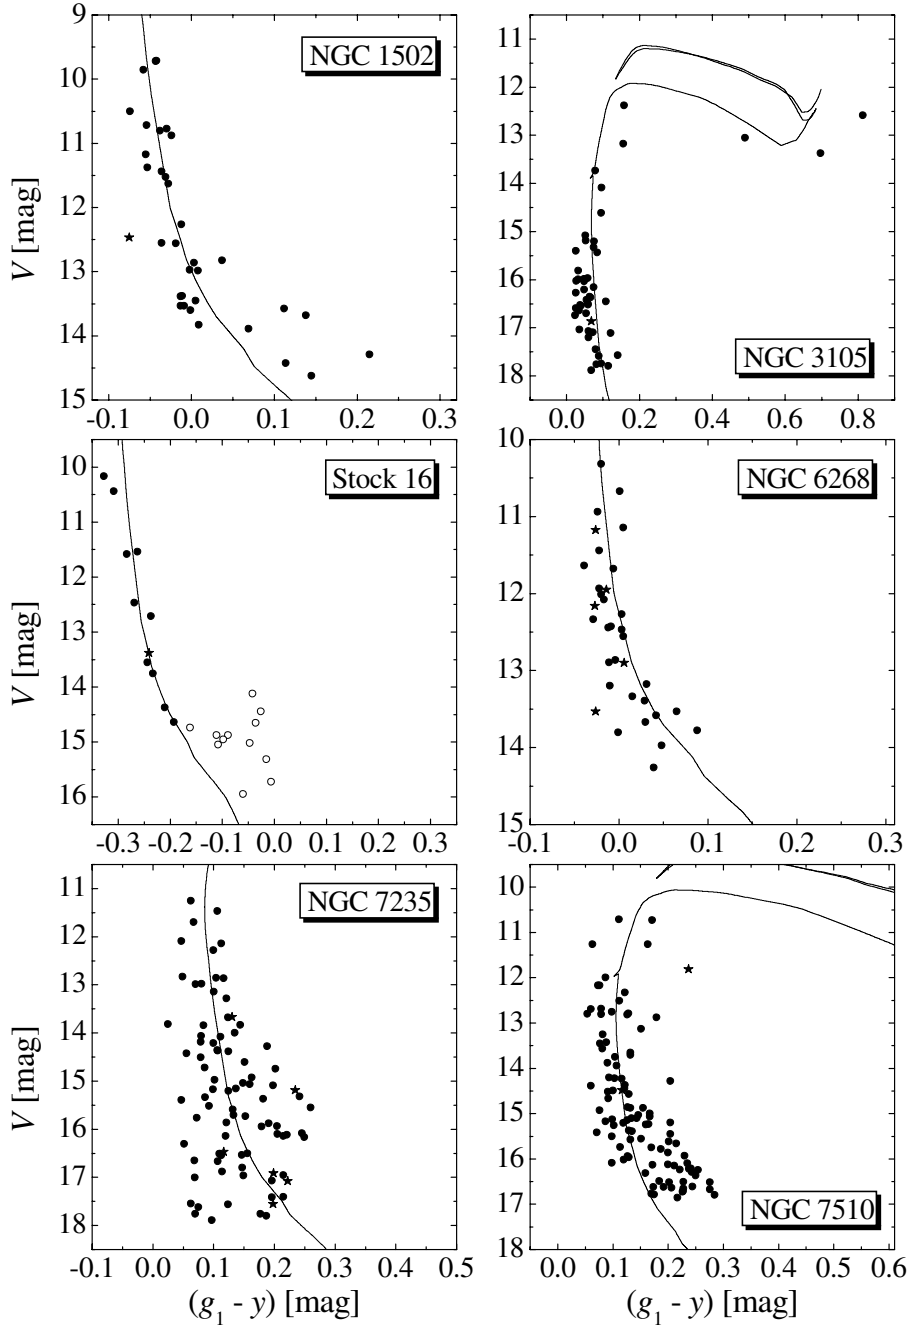 NGC 1502
9
10
11
12
13
14
15
V [mag]
-0.1 0.0 0.1 0.2 0.3
NGC 3105
11
12
13
14
15
16
17
18
V [mag]
0.0 0.2 0.4 0.6 0.8
Stock 16
10
11
12
13
14
15
16
V [mag]
-0.3 -0.2 -0.1 0.0 0.1 0.2 0.3
NGC 6268
10
11
12
13
14
15
V [mag]
-0.1 0.0 0.1 0.2 0.3
NGC 7235
11
12
13
14
15
16
17
18
V [mag]
-0.1 0.0 0.1 0.2 0.3 0.4 0.5
(g1 - y) [mag]
NGC 7510
10
11
12
13
14
15
16
17
18
V [mag]
0.0 0.1 0.2 0.3 0.4 0.5 0.6
(g1 - y) [mag]